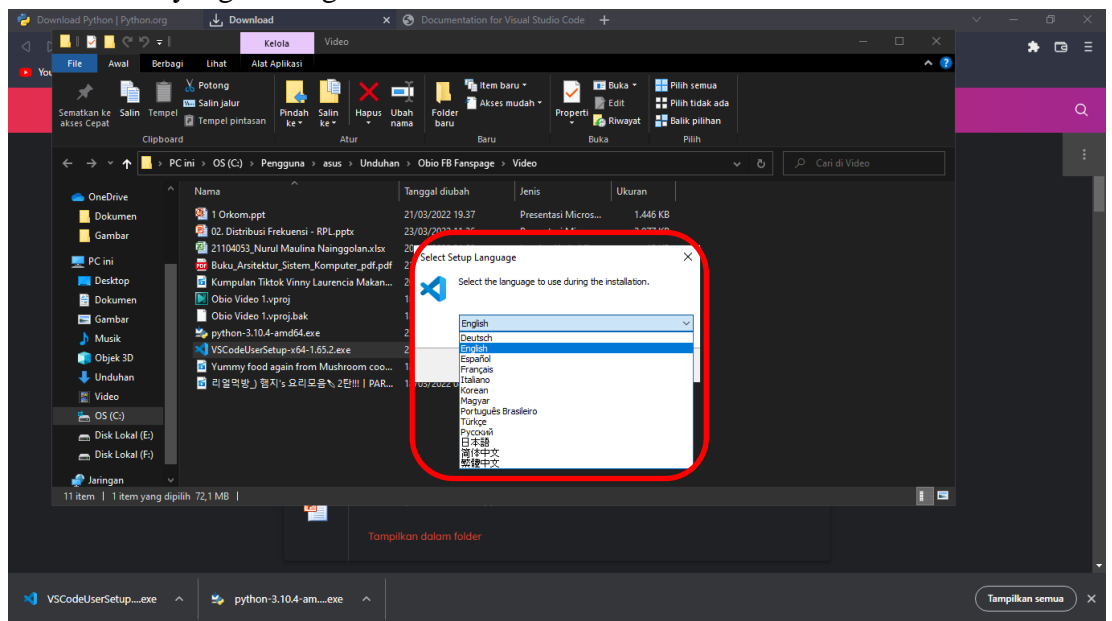 Download Python | Python.org
Download
Documentation for Visual Studio Code
Kelola
Video
File
Awal
Berbagi
Lihat
Alat Aplikasi
Sematkan ke akses Cepat
Salin
Tempel
Potong
Salin jalur
Tempel pintasan
Pindah ke
Salin ke
Hapus
Ubah nama
Folder baru
Item baru
Akses mudah
Properti
Buka
Edit
Riwayat
Pilih semua
Pilih tidak ada
Balik pilihan
Clipboard
Atur
Baru
Buka
Pilih
PC ini > OS (C:) > Pengguna > asus > Unduhan > Obio FB Fanspage > Video
Cari di Video
OneDrive
Dokumen
Gambar
PC ini
Desktop
Dokumen
Gambar
Musik
Objek 3D
Unduhan
Video
OS (C:)
Disk Lokal (E:)
Disk Lokal (F:)
Jaringan
Nama
Tanggal diubah
Jenis
Ukuran
1 Orkom.ppt
21/03/2022 19.37
Presentasi Micros...
1.446 KB
02. Distribusi Frekuensi - RPL.pptx
21104053_Nurul Maulina Nainggolan.xlsx
Buku_Arsitektur_Sistem_Komputer_pdf.pdf
Kumpulan Tiktok Vinny Laurencia Makan...
Obio Video 1.vproj
Obio Video 1.vproj.bak
python-3.10.4-amd64.exe
VSCodeUserSetup-x64-1.65.2.exe
Yummy food again from Mushroom coo...
리얼먹방_) 햄지's 요리모음 2탄!!! | PAR...
Select Setup Language
Select the language to use during the installation.
English
Deutsch
English
Español
Français
Italiano
Korean
Magyar
Português Brasileiro
Türkçe
Русский
日本語
简体中文
繁體中文
11 item
1 item yang dipilih 72,1 MB
Tampilkan dalam folder
VSCodeUserSetup....exe
python-3.10.4-am....exe
Tampilkan semua